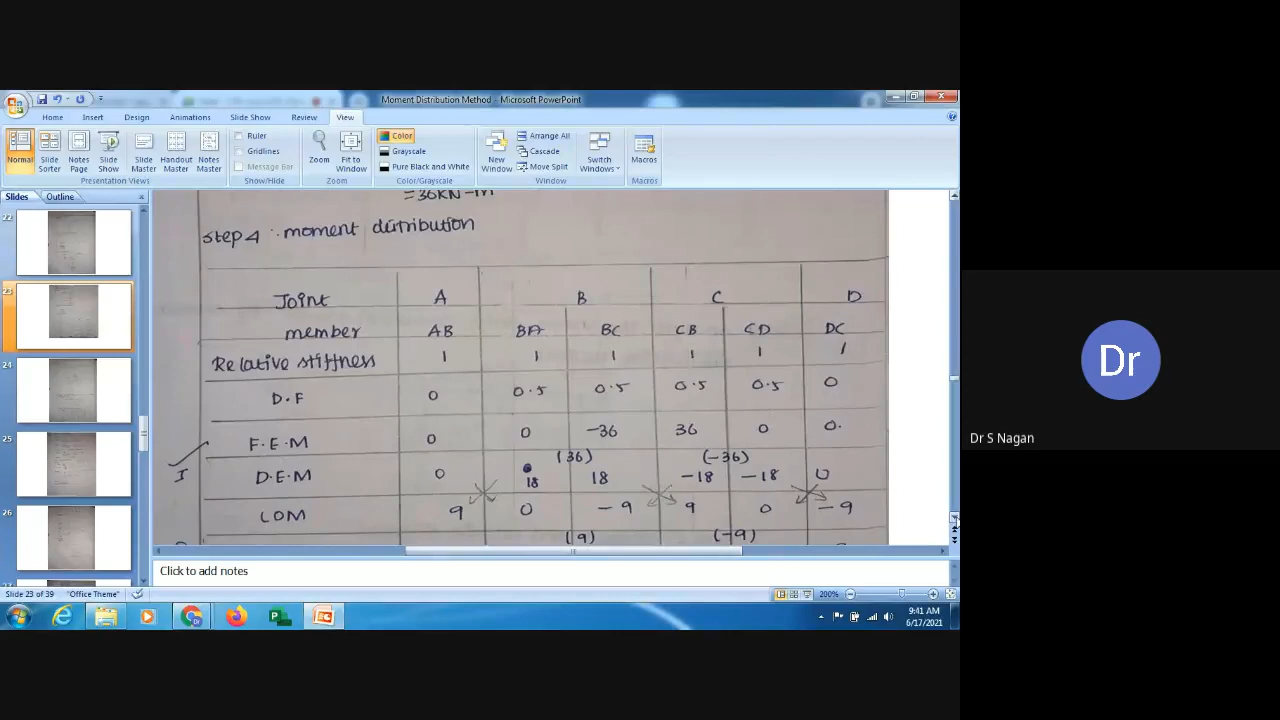 Moment Distribution Method - Microsoft PowerPoint
Home Insert Design Animations Slide Show Review View
Normal Slide Sorter Notes Page Slide Show Slide Master Handout Master Notes Master
Presentation Views
Ruler
Gridlines
Message Bar
Show/Hide
Zoom Fit to Window
Zoom
Color
Grayscale
Pure Black and White
Color/Grayscale
New Window
Arrange All
Cascade
Move Split
Switch Windows
Window
Macros
Macros
Slides Outline
22
23
24
25
26
=36KN-m
Step 4 : moment distribution
Joint A B C D
member AB BA BC CB CD DC
Relative stiffness 1 1 1 1 1 1
D.F 0 0.5 0.5 0.5 0.5 0
I F.E.M 0 0 -36 36 0 0.
(36) (-36)
D.E.M 0 18 18 -18 -18 0
COM 9 0 -9 9 0 -9
(9) (-9)
Click to add notes
Slide 23 of 39 "Office Theme" 200%
9:41 AM
6/17/2021
Dr
Dr S Nagan